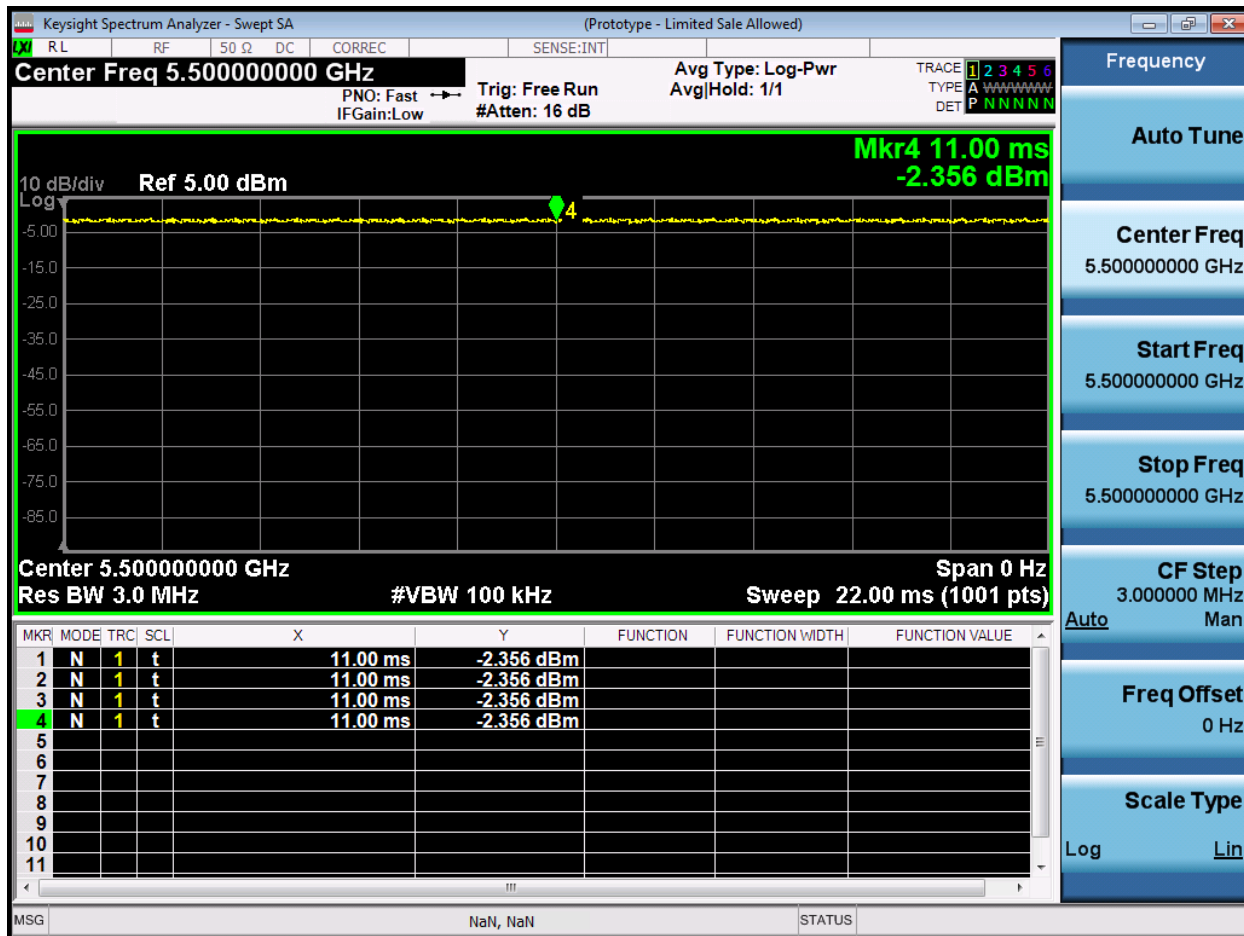 Keysight Spectrum Analyzer - Swept SA (Prototype - Limited Sale Allowed)
LXI RL RF 50 Ω DC CORREC SENSE:INT
Center Freq 5.500000000 GHz
PNO: Fast
IFGain:Low
Trig: Free Run
#Atten: 16 dB
Avg Type: Log-Pwr
Avg|Hold: 1/1
TRACE 1 2 3 4 5 6
TYPE A WWWWW
DET P N N N N N
Mkr4 11.00 ms
-2.356 dBm
10 dB/div Ref 5.00 dBm
Log
4
-5.00
-15.0
-25.0
-35.0
-45.0
-55.0
-65.0
-75.0
-85.0
Center 5.500000000 GHz Span 0 Hz
Res BW 3.0 MHz #VBW 100 kHz Sweep 22.00 ms (1001 pts)
MKR MODE TRC SCL X Y FUNCTION FUNCTION WIDTH FUNCTION VALUE
1 N 1 t 11.00 ms -2.356 dBm
2 N 1 t 11.00 ms -2.356 dBm
3 N 1 t 11.00 ms -2.356 dBm
4 N 1 t 11.00 ms -2.356 dBm
5
6
7
8
9
10
11
MSG NaN, NaN STATUS
Frequency
Auto Tune
Center Freq
5.500000000 GHz
Start Freq
5.500000000 GHz
Stop Freq
5.500000000 GHz
CF Step
3.000000 MHz
Auto Man
Freq Offset
0 Hz
Scale Type
Log Lin